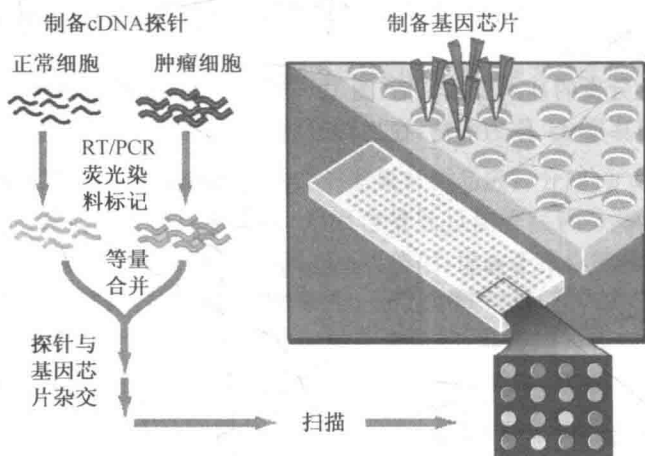 制备cDNA探针
正常细胞
肿瘤细胞
RT/PCR
荧光染
料标记
等量
合并
探针与
基因芯
片杂交
制备基因芯片
扫描